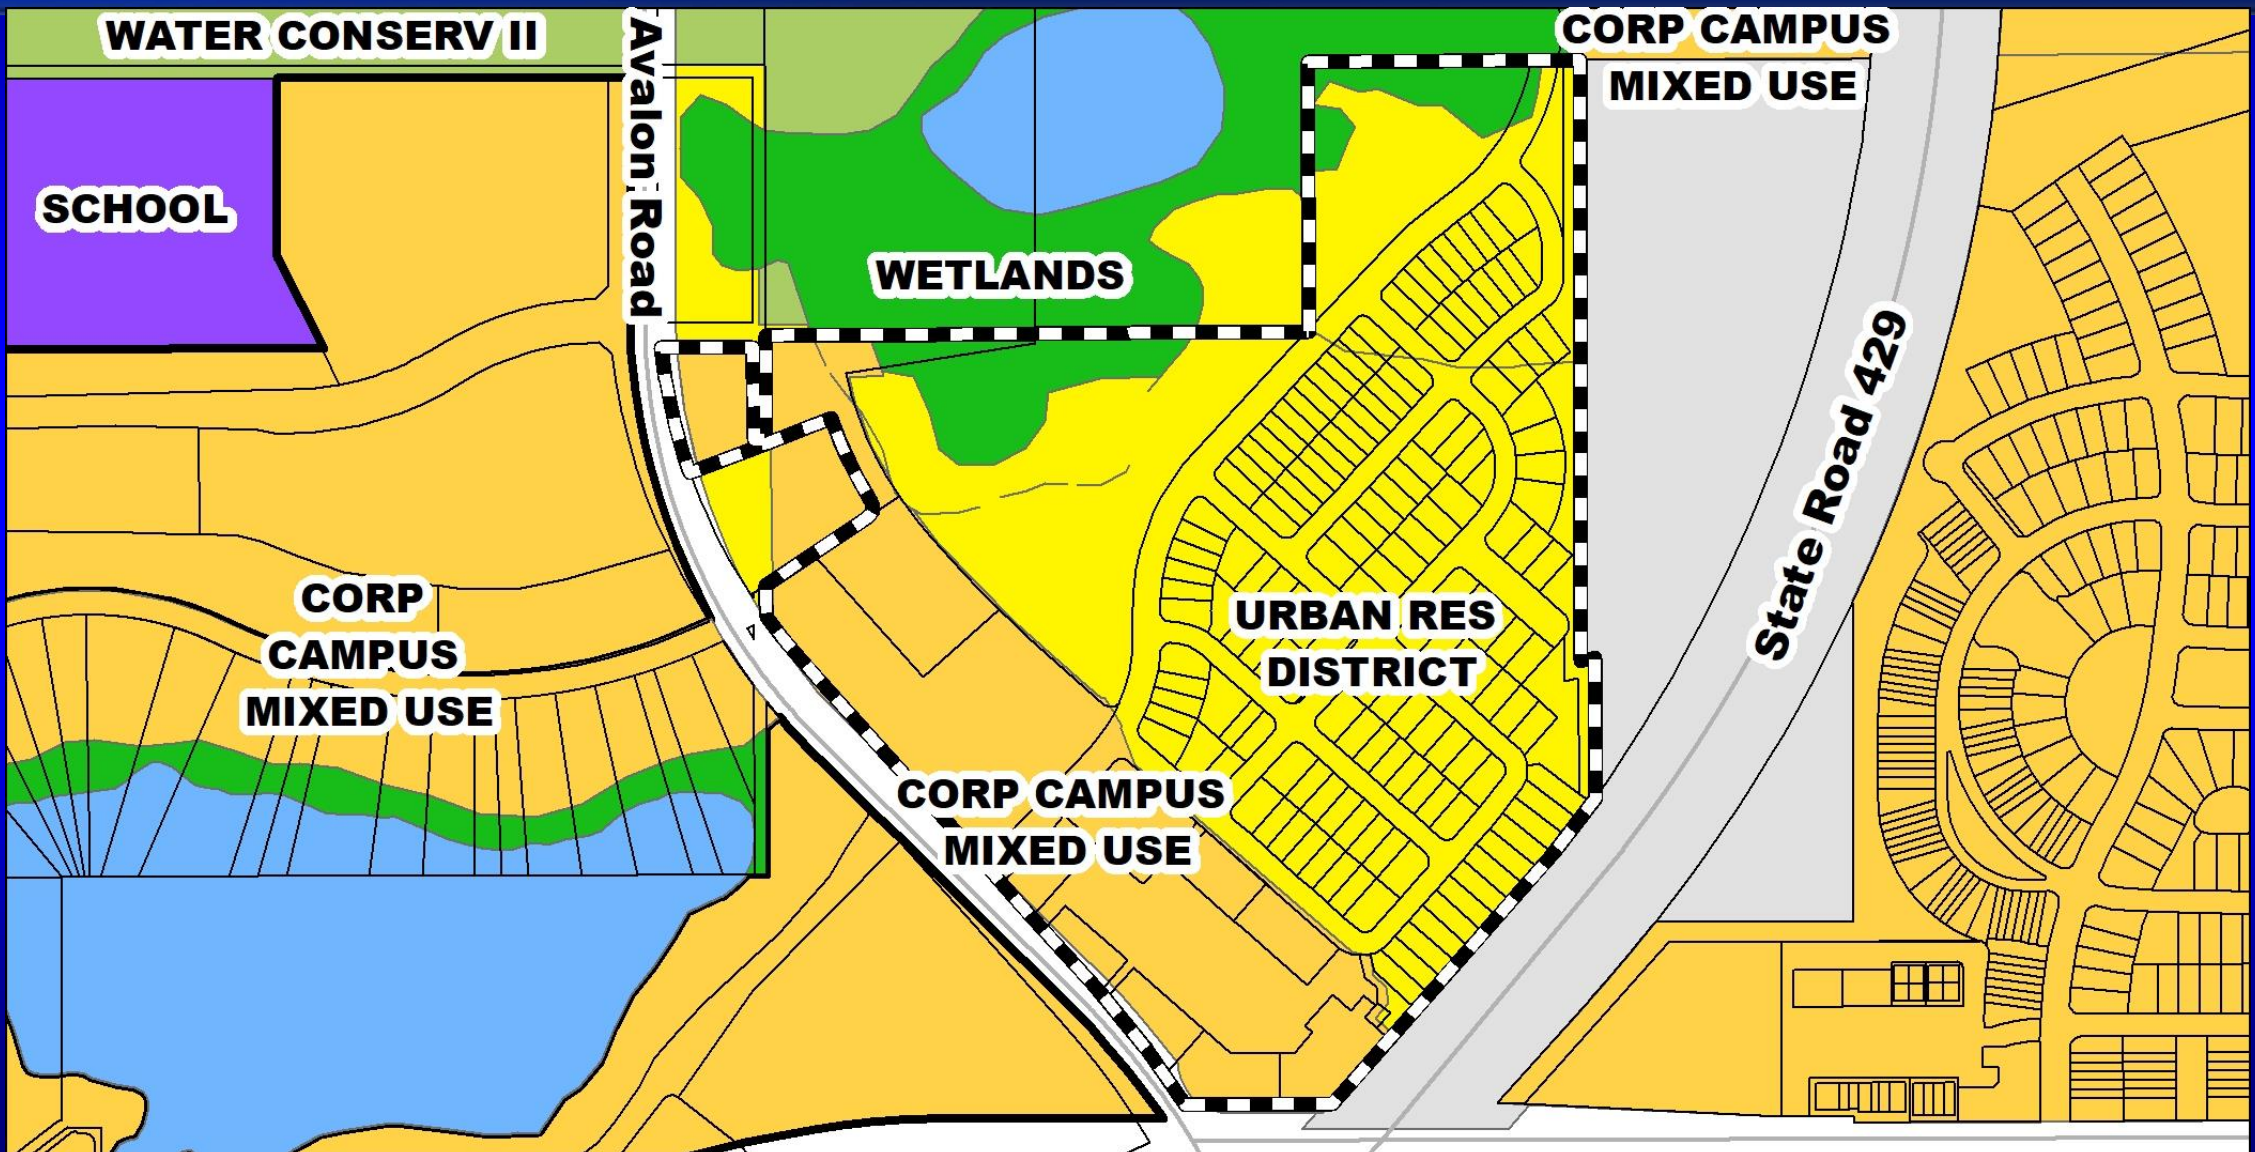 WATER CONSERV II
Avalon Road
CORP CAMPUS
MIXED USE
SCHOOL
WETLANDS
State Road 429
CORP
CAMPUS
MIXED USE
URBAN RES
DISTRICT
CORP CAMPUS
MIXED USE